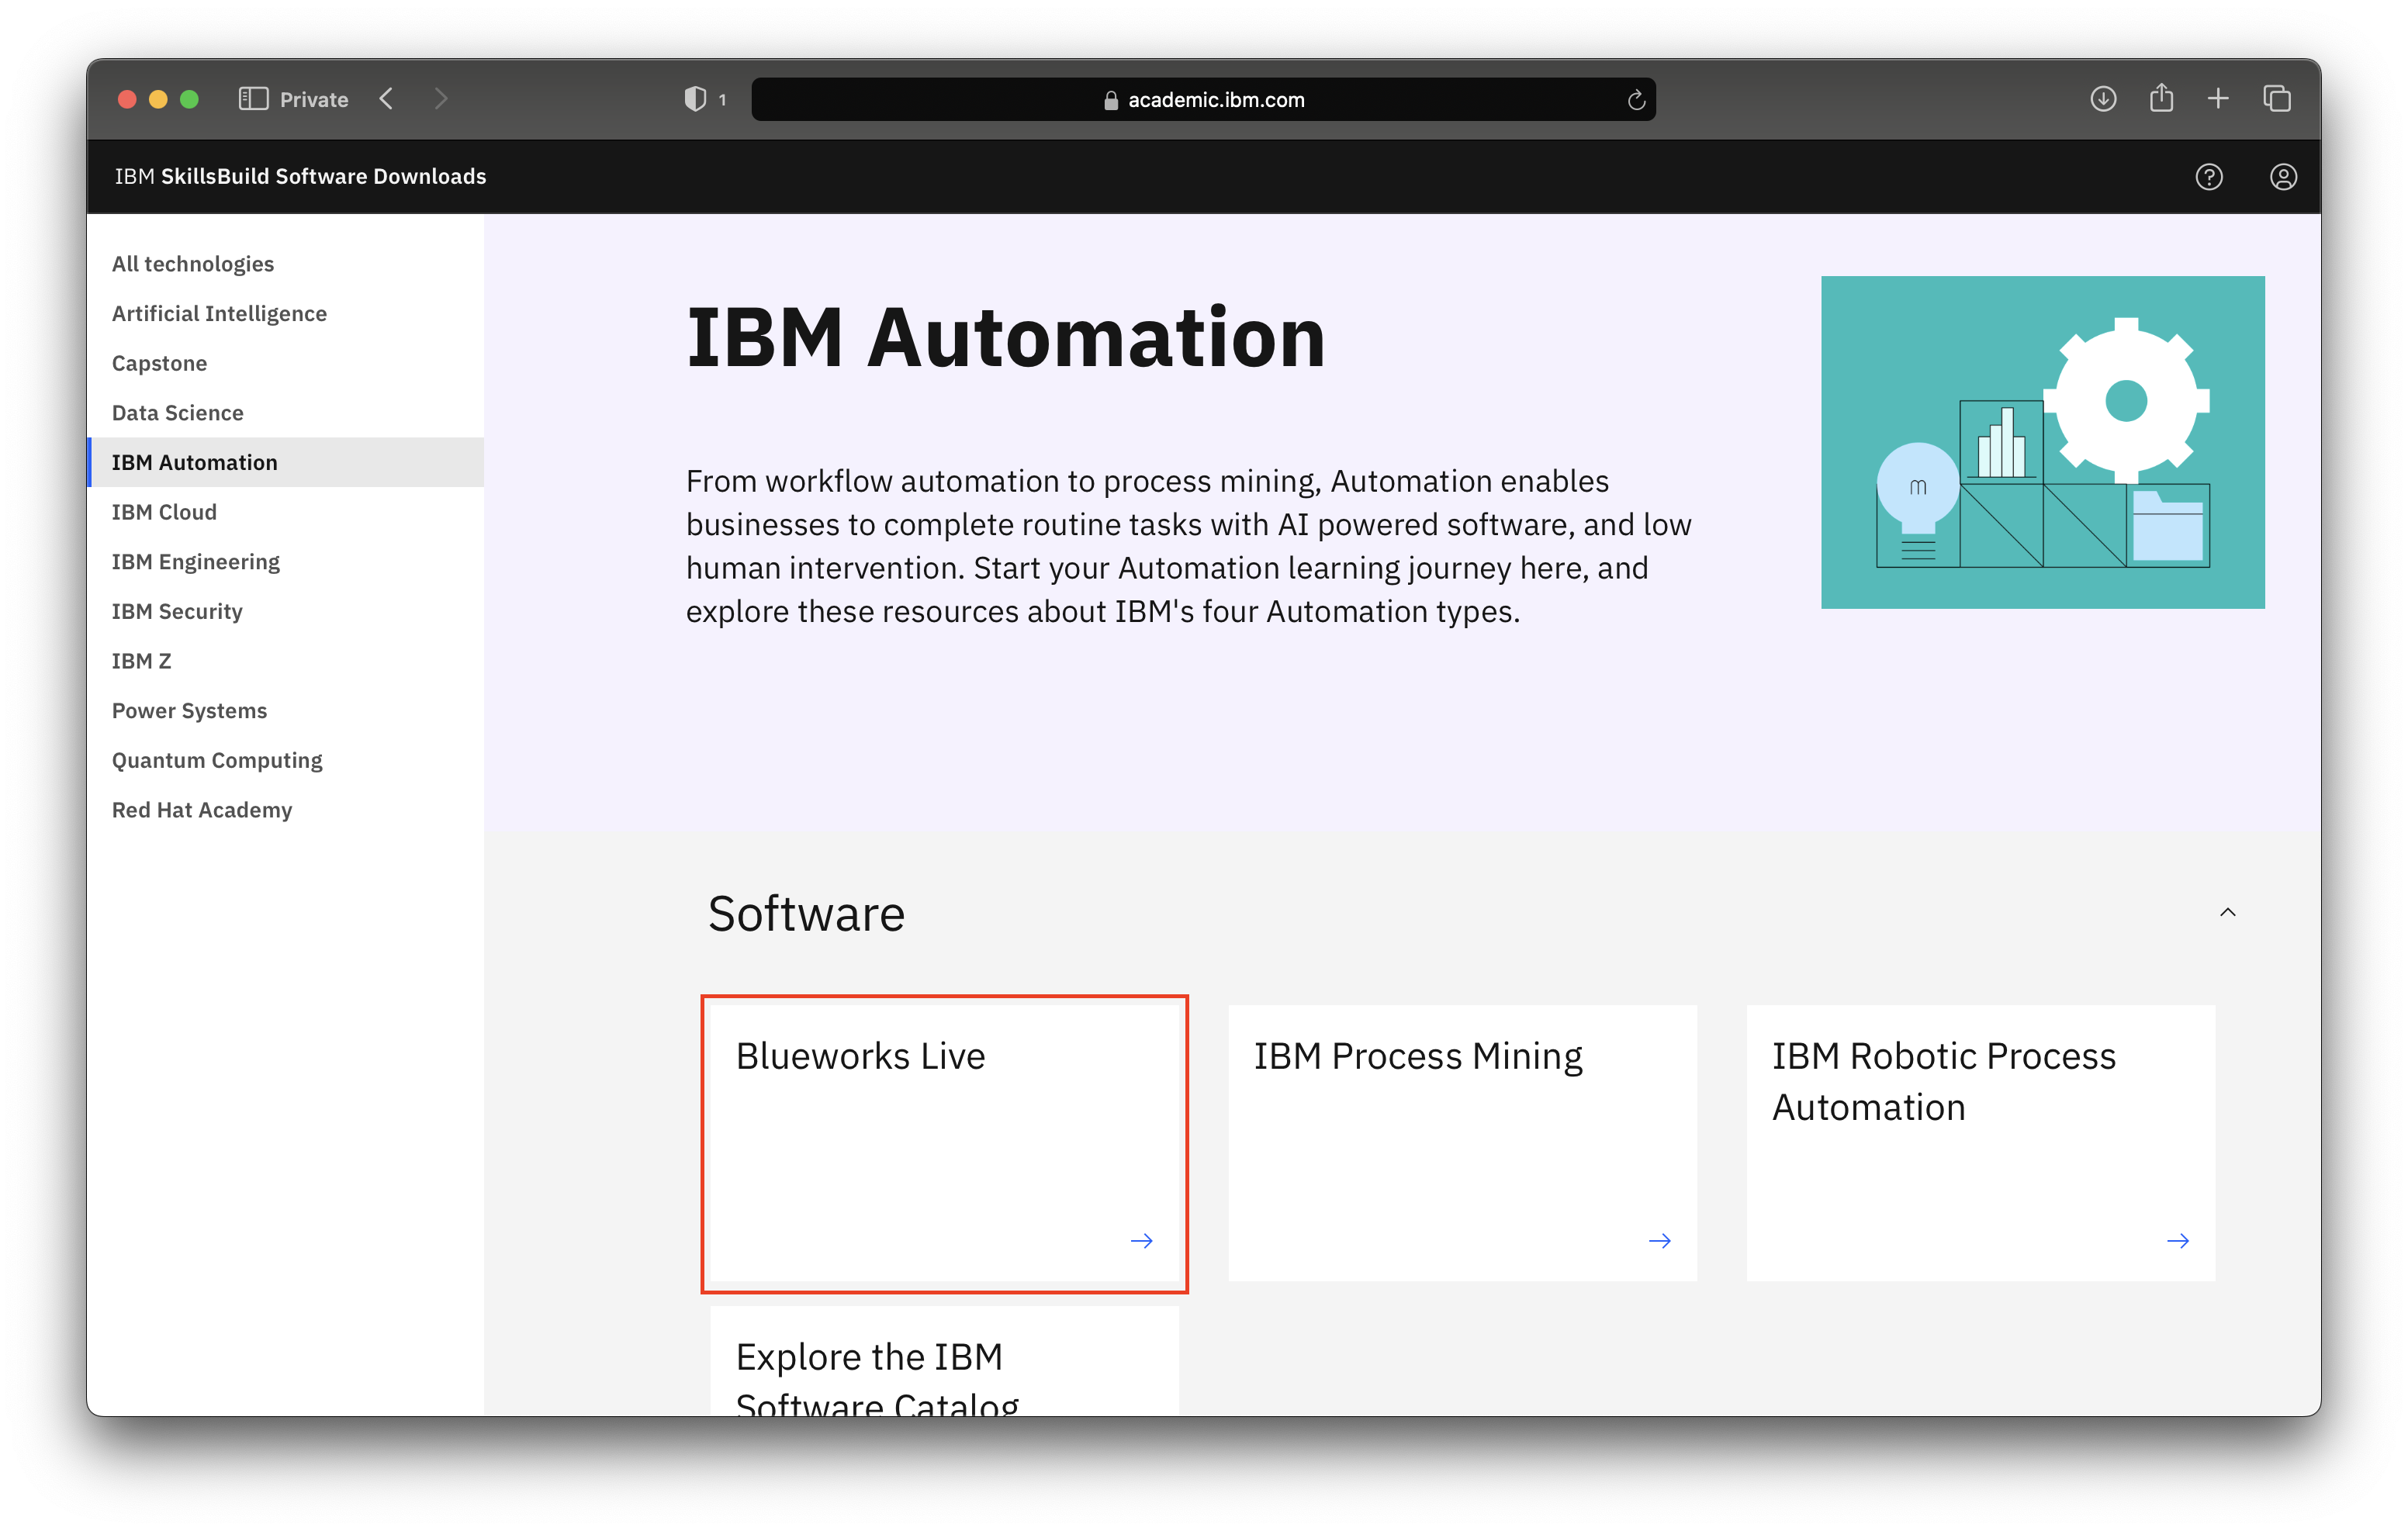 Private
1
academic.ibm.com
IBM SkillsBuild Software Downloads
All technologies
Artificial Intelligence
Capstone
Data Science
IBM Automation
IBM Cloud
IBM Engineering
IBM Security
IBM Z
Power Systems
Quantum Computing
Red Hat Academy
IBM Automation
From workflow automation to process mining, Automation enables
businesses to complete routine tasks with AI powered software, and low
human intervention. Start your Automation learning journey here, and
explore these resources about IBM's four Automation types.
Software
Blueworks Live
IBM Process Mining
IBM Robotic Process
Automation
Explore the IBM
Software Catalog